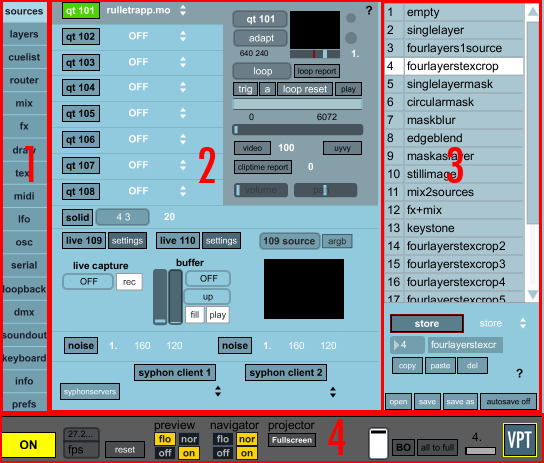 sources
layers
cuelist
router
mix
fx
draw
text
midi
lfo
osc
serial
loopback
dmx
soundout
keyboard
info
prefs
1
qt 101 rulletrapp.mo
qt 102 OFF
qt 103 OFF
qt 104 OFF
qt 105 OFF
qt 106 OFF
qt 107 OFF
qt 108 OFF
2
qt 101 ?
adapt
640 240 1.
loop loop report
trig a loop reset play
0 6072
video 100 uyvy
cliptime report 0
volume pan
solid 4 3 20
live 109 settings live 110 settings 109 source argb
live capture buffer
OFF rec OFF
up
fill play
noise 1. 160 120 noise 1. 160 120
syphon client 1 syphon client 2
syphonservers
1 empty
2 singlelayer
3 fourlayers1source
4 fourlayerstexcrop
5 singlelayermask
6 circularmask
7 maskblur
8 edgeblend
9 maskaslayer
10 stillimage
11 mix2sources
12 fx+mix
13 keystone
14 fourlayerstexcrop2
15 fourlayerstexcrop3
16 fourlayerstexcrop4
17 fourlayerstexcrop5
3
store store
4 fourlayerstexcr
copy paste del ?
open save save as autosave off
ON
27.2...
fps
reset
preview navigator projector
flo nor flo nor Fullscreen
off on off on
4
BO all to full 4.
VPT